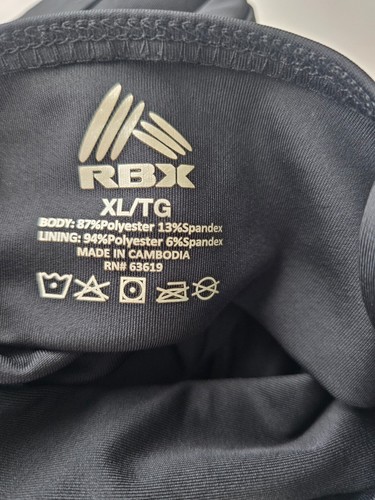 RBX
XL/TG
BODY: 87%Polyester 13%Spandex
LINING: 94%Polyester 6%Spandex
MADE IN CAMBODIA
RN# 63619